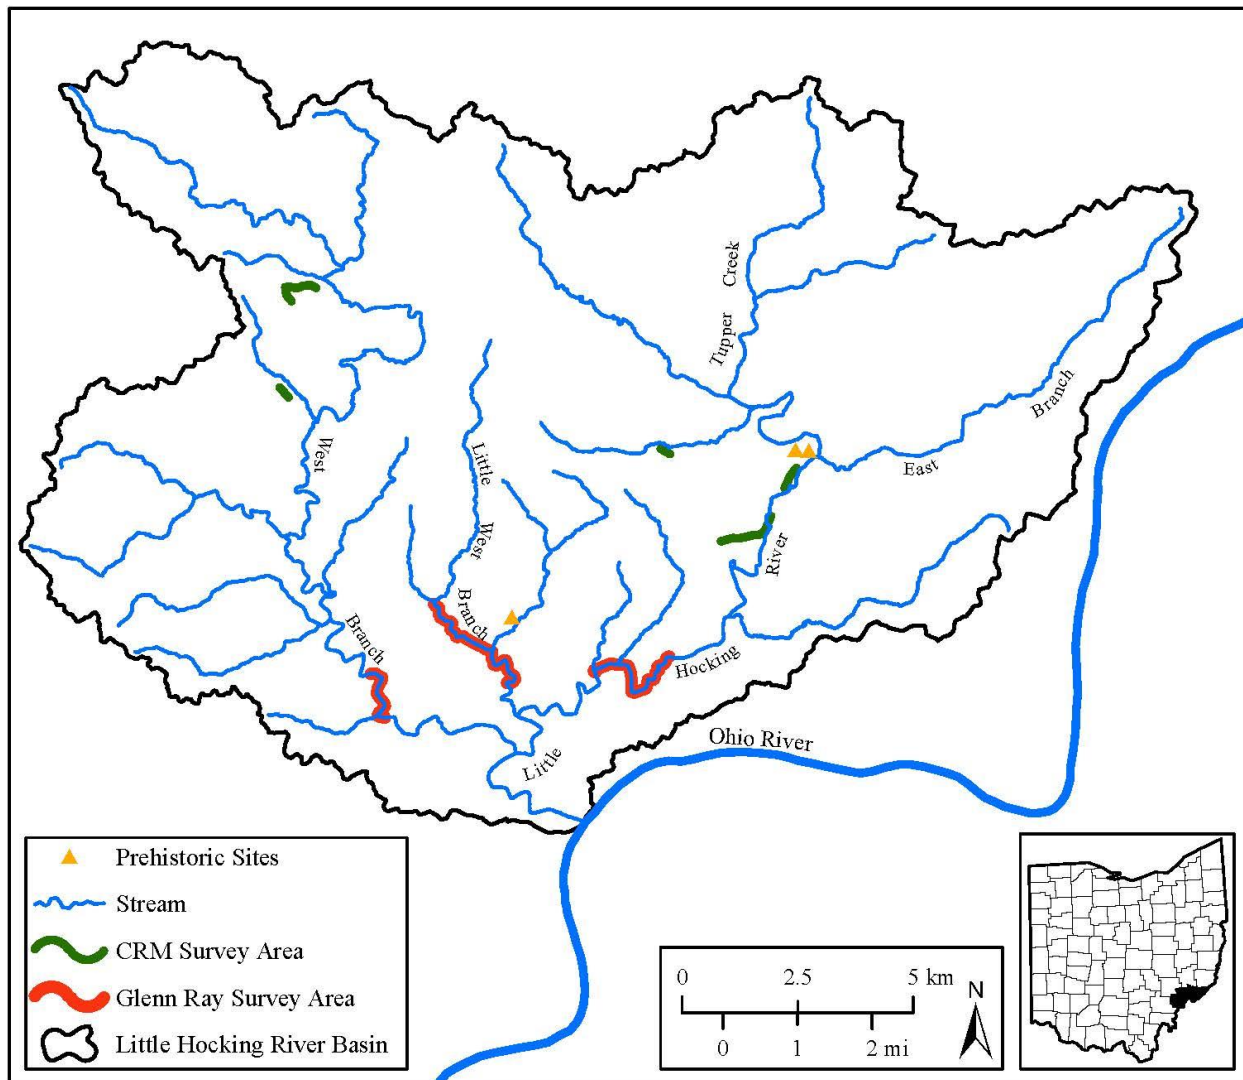 Creek
Tupper
Branch
East
West
Little
West
Branch
River
Branch
Hocking
Ohio River
Little
Prehistoric Sites
Stream
CRM Survey Area
Glenn Ray Survey Area
Little Hocking River Basin
0 2.5 5 km
0 1 2 mi
N